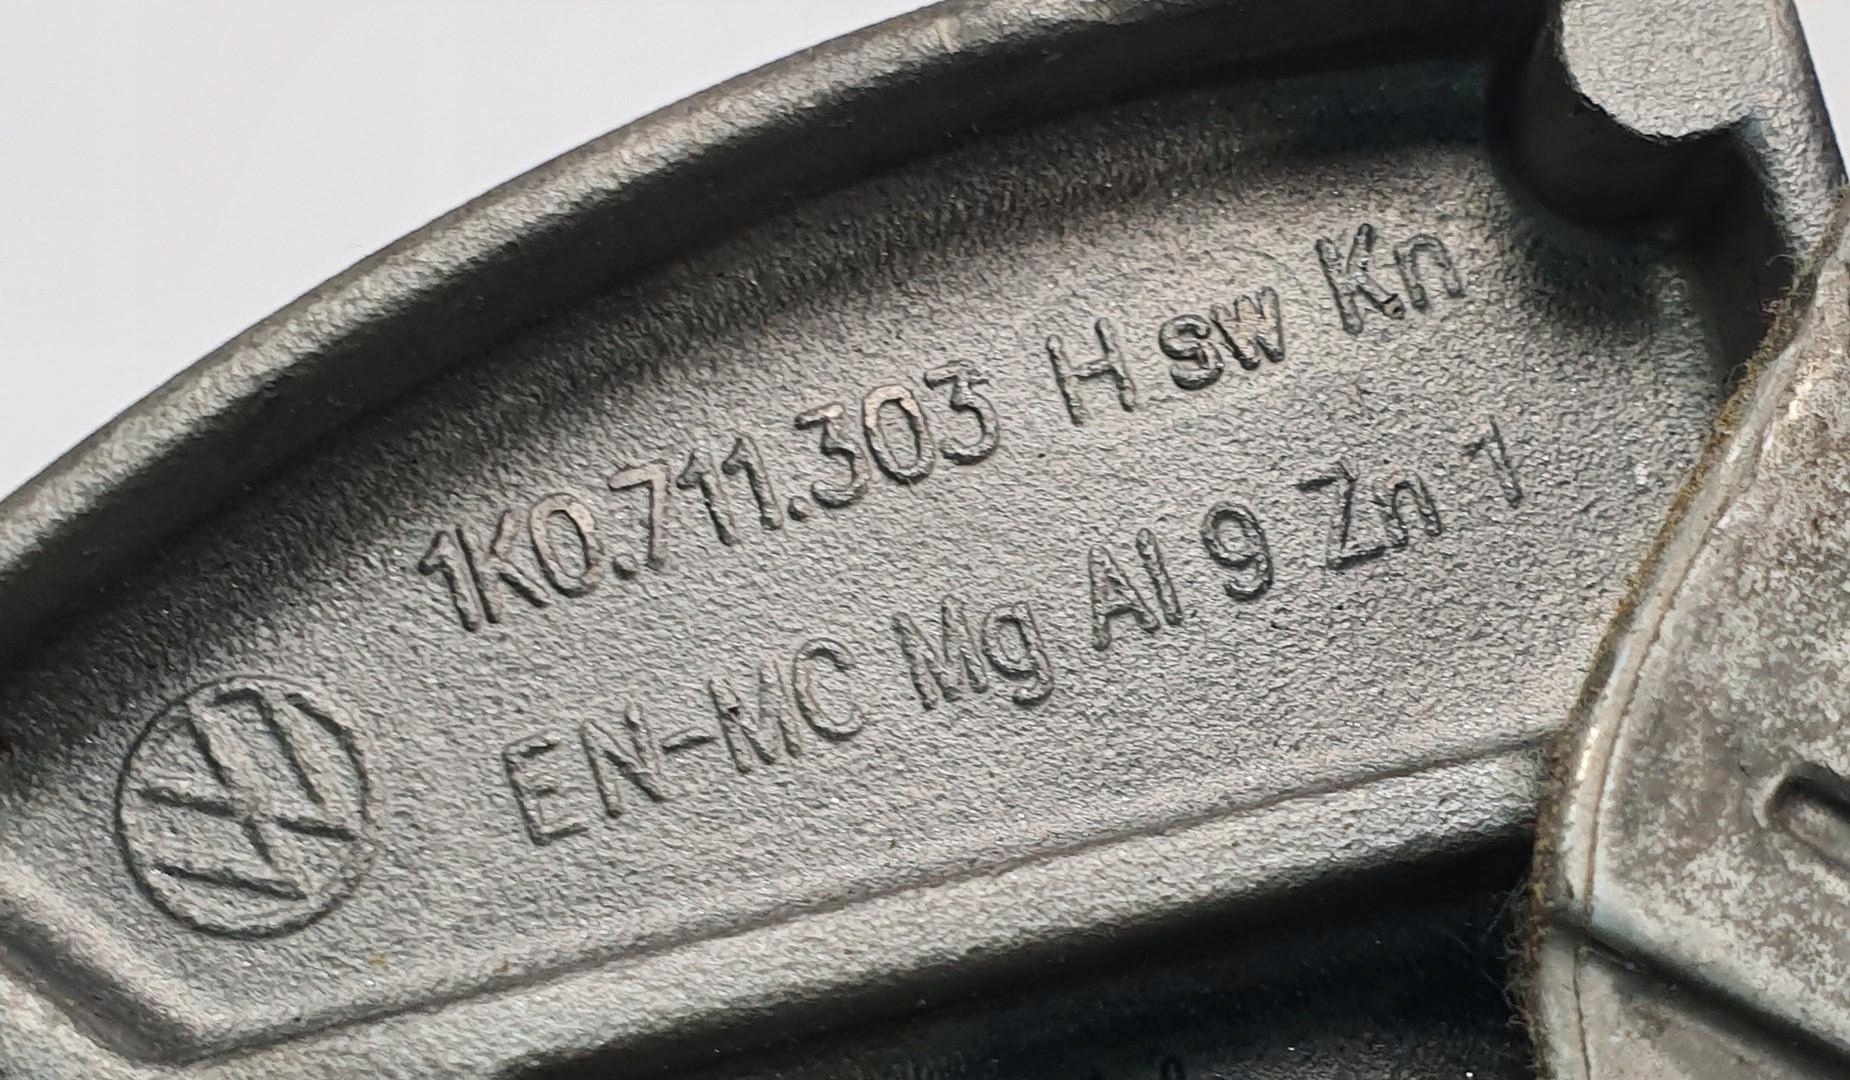 1K0.711.303 H sw Kn
EN-MC Mg Al 9 Zn 1